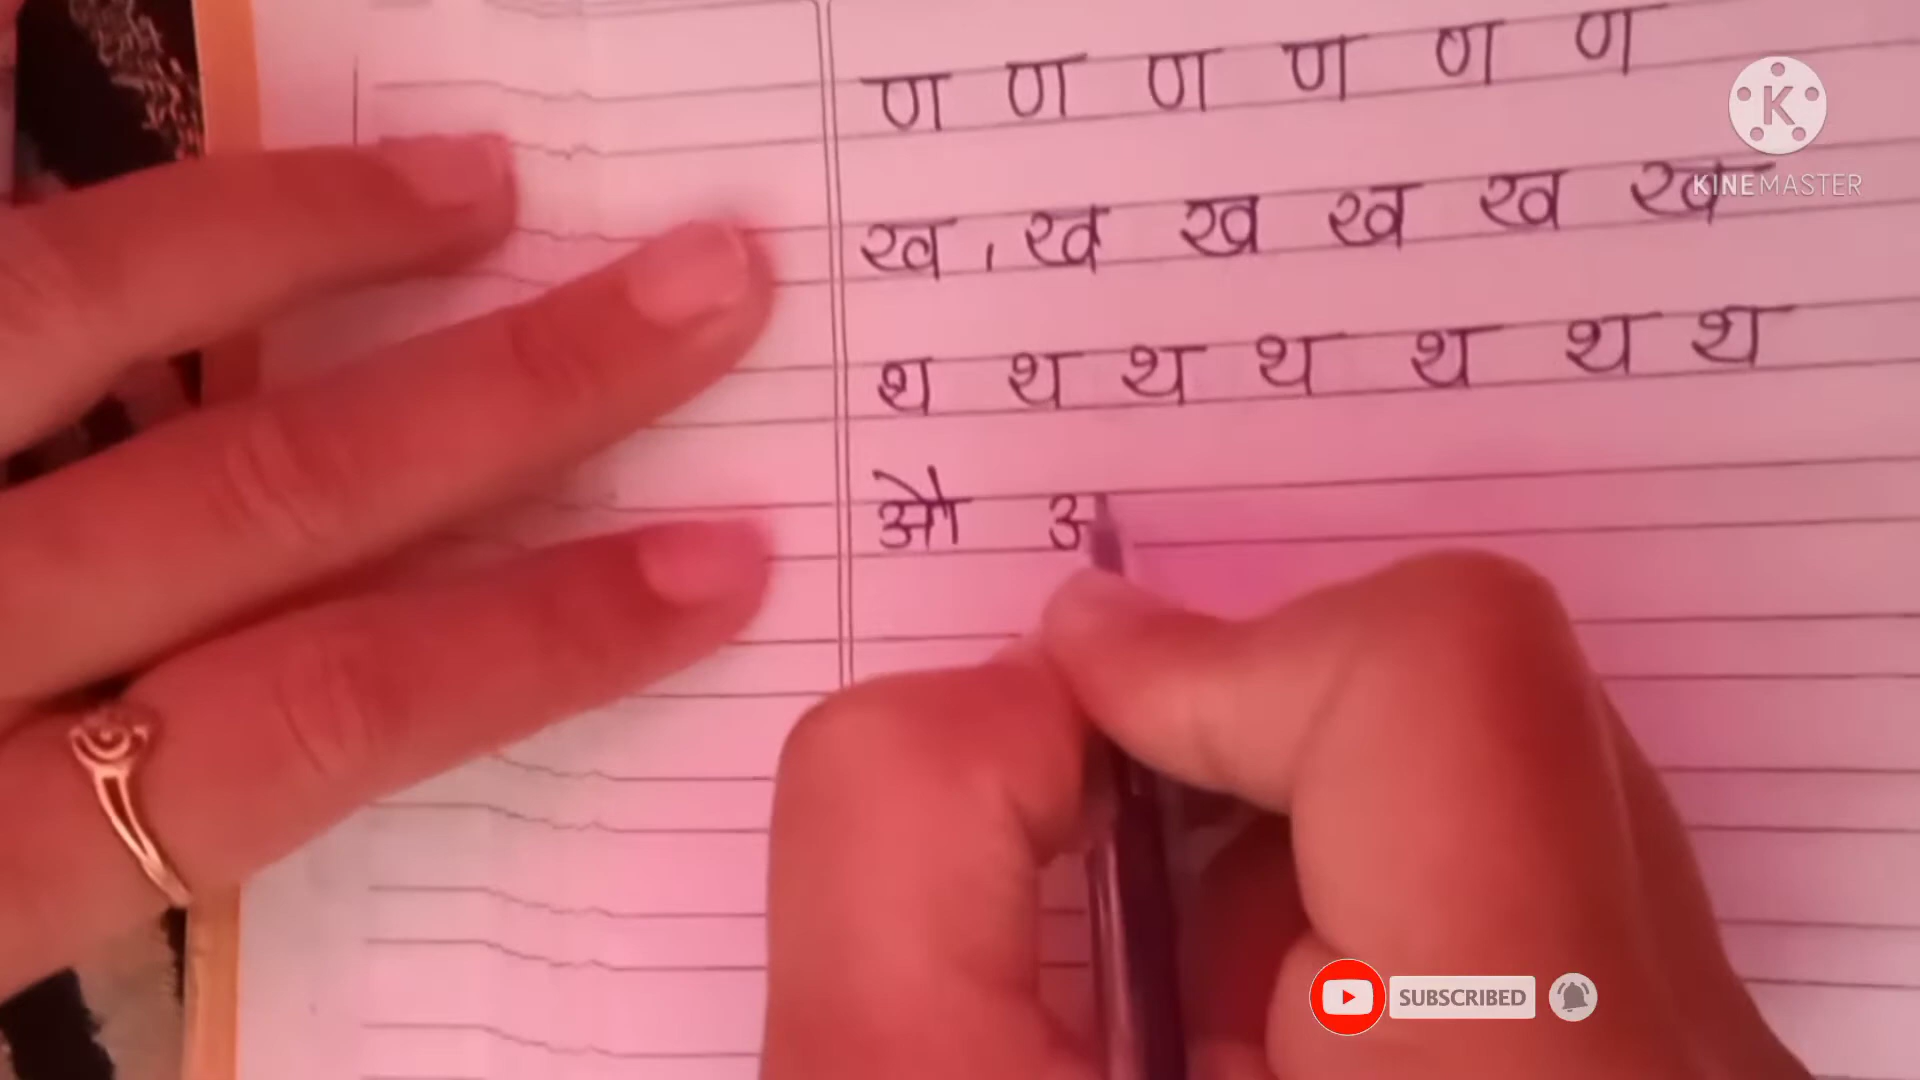 ण ण ण ण ण ण
ख , ख ख ख ख ख
थ थ थ थ थ थ थ
औ अ
K
KINEMASTER
SUBSCRIBED